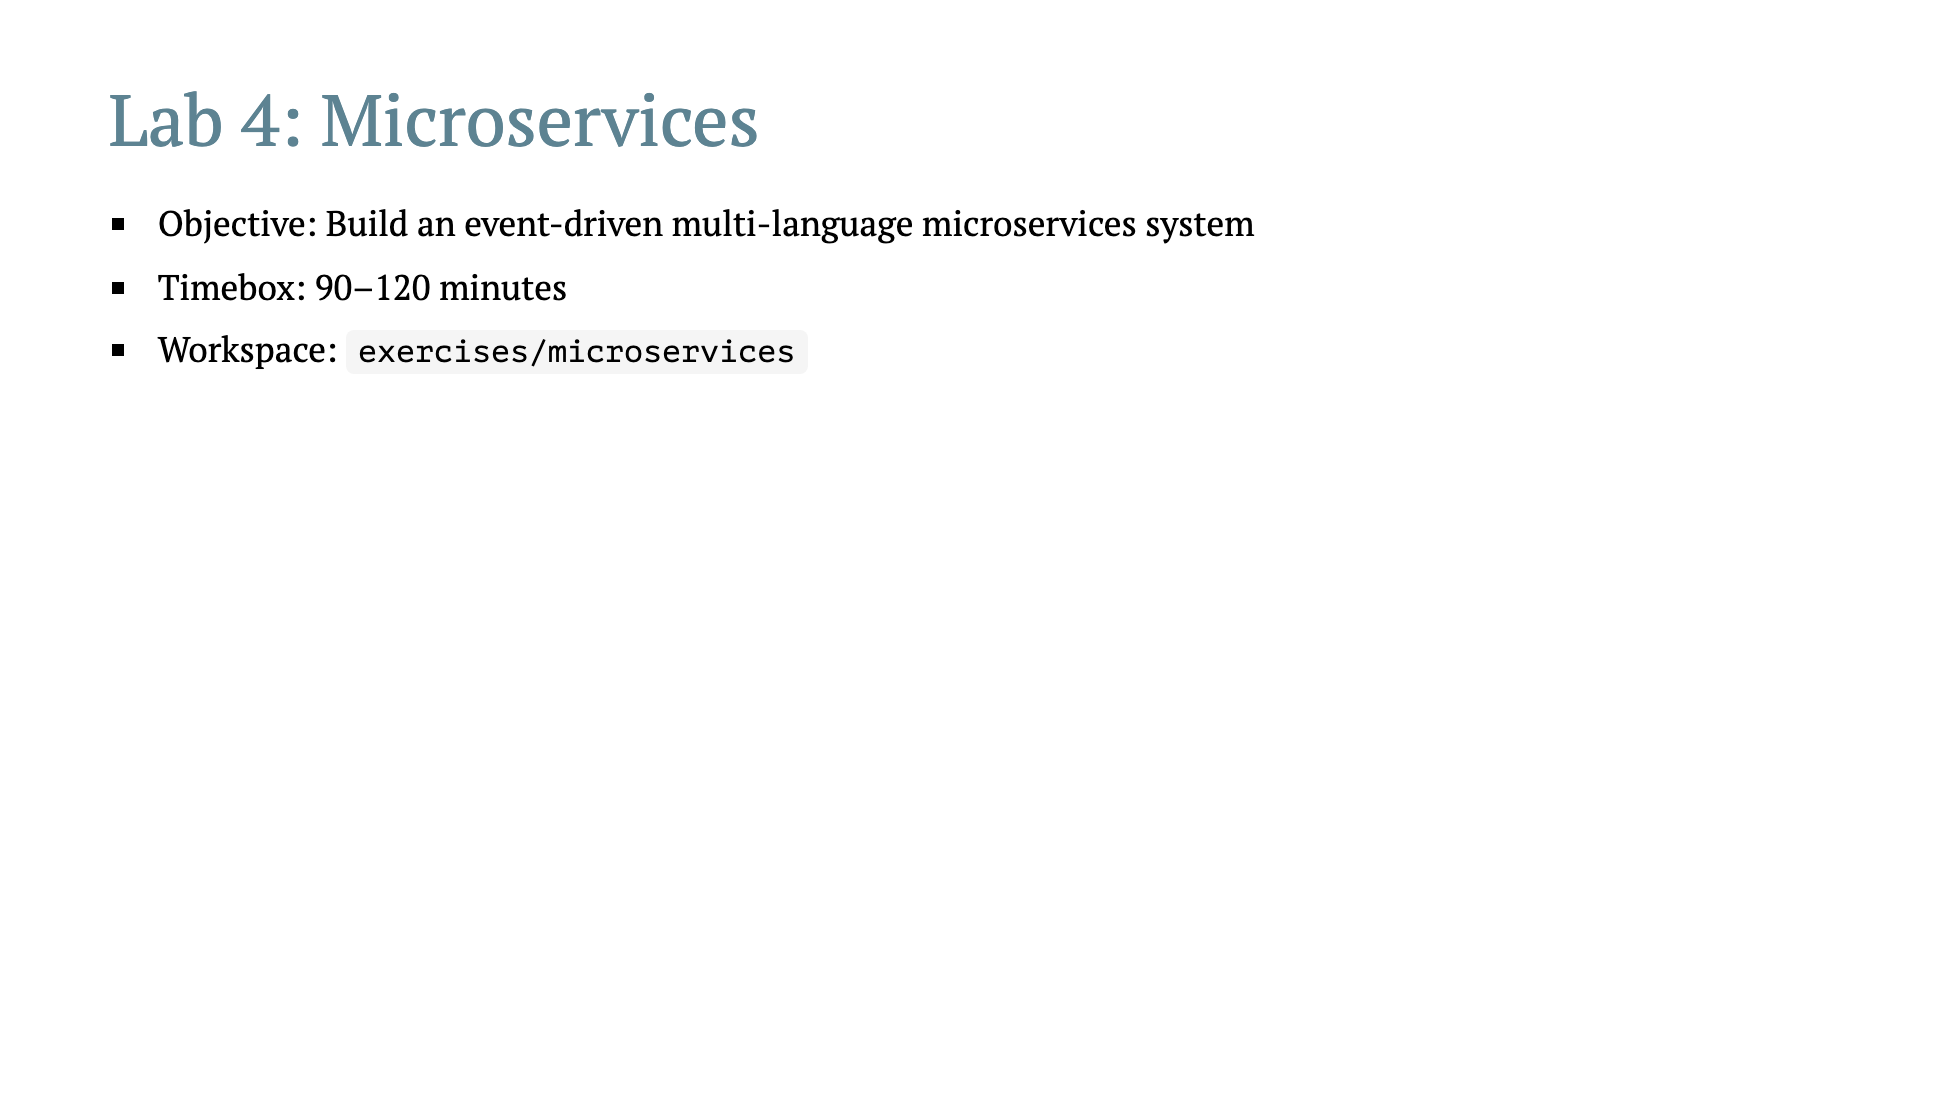 Lab 4: Microservices
▪ Objective: Build an event-driven multi-language microservices system
▪ Timebox: 90–120 minutes
▪ Workspace: exercises/microservices